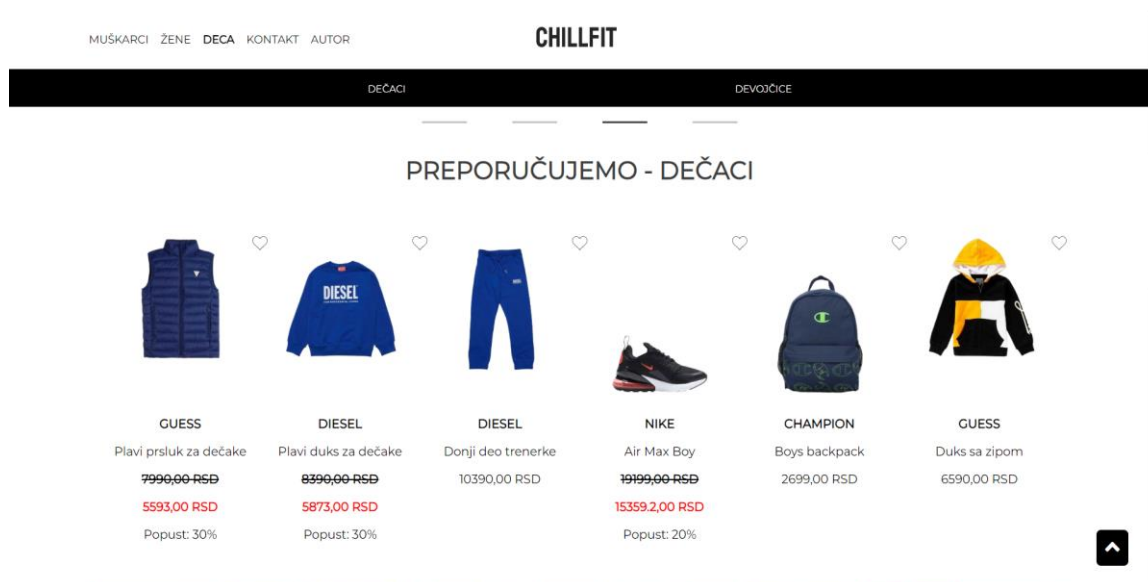 MUŠKARCI ŽENE DECA KONTAKT AUTOR
CHILLFIT
DEČACI DEVOJČICE
PREPORUČUJEMO - DEČACI
DIESEL
GUESS DIESEL DIESEL NIKE CHAMPION GUESS
Plavi prsluk za dečake Plavi duks za dečake Donji deo trenerke Air Max Boy Boys backpack Duks sa zipom
7990,00 RSD 8390,00 RSD 10390,00 RSD 19199,00 RSD 2699,00 RSD 6590,00 RSD
5593,00 RSD 5873,00 RSD 15359.2,00 RSD
Popust: 30% Popust: 30% Popust: 20%